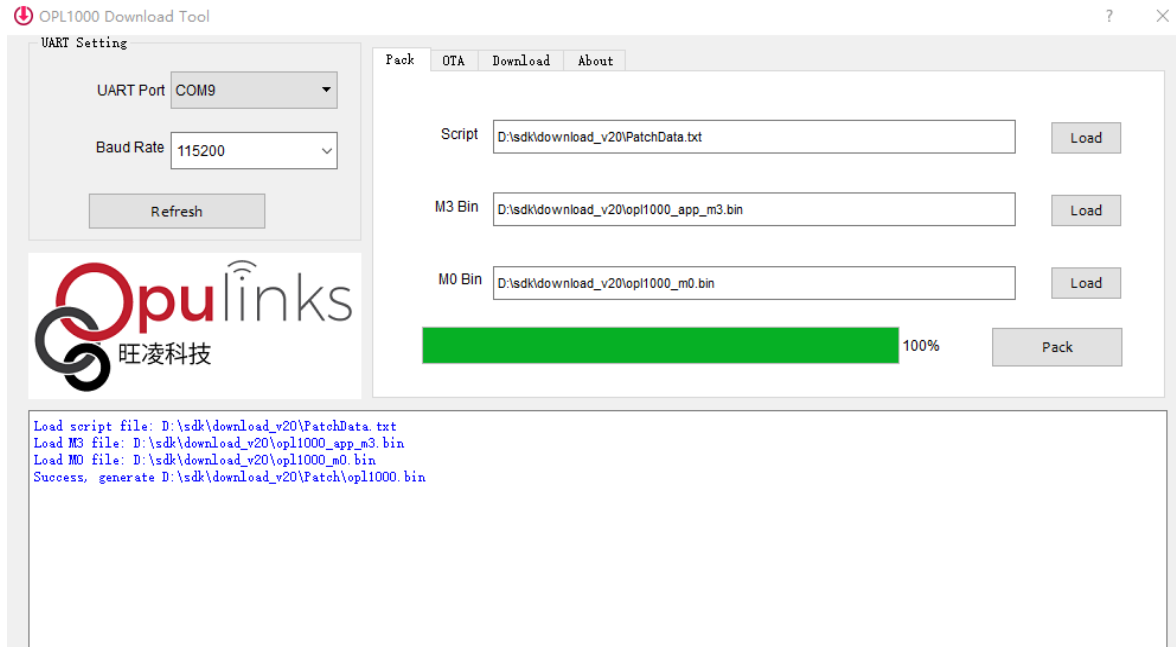 OPL1000 Download Tool
UART Setting
UART Port COM9
Baud Rate 115200
Refresh
Opulinks
旺凌科技
Pack OTA Download About
Script D:\sdk\download_v20\PatchData.txt Load
M3 Bin D:\sdk\download_v20\opl1000_app_m3.bin Load
M0 Bin D:\sdk\download_v20\opl1000_m0.bin Load
100% Pack
Load script file: D:\sdk\download_v20\PatchData.txt
Load M3 file: D:\sdk\download_v20\opl1000_app_m3.bin
Load M0 file: D:\sdk\download_v20\opl1000_m0.bin
Success, generate D:\sdk\download_v20\Patch\opl1000.bin